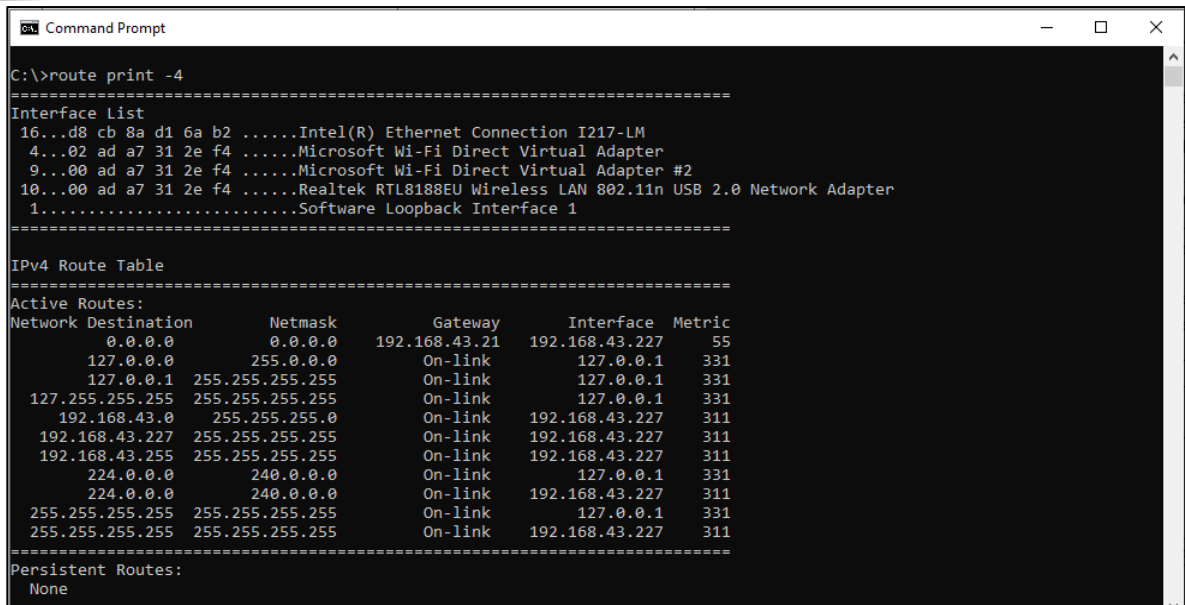 Command Prompt
C:\>route print -4
===========================================================================
Interface List
 16...d8 cb 8a d1 6a b2 ......Intel(R) Ethernet Connection I217-LM
  4...02 ad a7 31 2e f4 ......Microsoft Wi-Fi Direct Virtual Adapter
  9...00 ad a7 31 2e f4 ......Microsoft Wi-Fi Direct Virtual Adapter #2
 10...00 ad a7 31 2e f4 ......Realtek RTL8188EU Wireless LAN 802.11n USB 2.0 Network Adapter
  1...........................Software Loopback Interface 1
===========================================================================
IPv4 Route Table
===========================================================================
Active Routes:
Network Destination        Netmask          Gateway       Interface  Metric
          0.0.0.0          0.0.0.0    192.168.43.21   192.168.43.227     55
        127.0.0.0        255.0.0.0         On-link         127.0.0.1    331
        127.0.0.1  255.255.255.255         On-link         127.0.0.1    331
  127.255.255.255  255.255.255.255         On-link         127.0.0.1    331
     192.168.43.0    255.255.255.0         On-link    192.168.43.227    311
   192.168.43.227  255.255.255.255         On-link    192.168.43.227    311
   192.168.43.255  255.255.255.255         On-link    192.168.43.227    311
        224.0.0.0        240.0.0.0         On-link         127.0.0.1    331
        224.0.0.0        240.0.0.0         On-link    192.168.43.227    311
  255.255.255.255  255.255.255.255         On-link         127.0.0.1    331
  255.255.255.255  255.255.255.255         On-link    192.168.43.227    311
===========================================================================
Persistent Routes:
  None